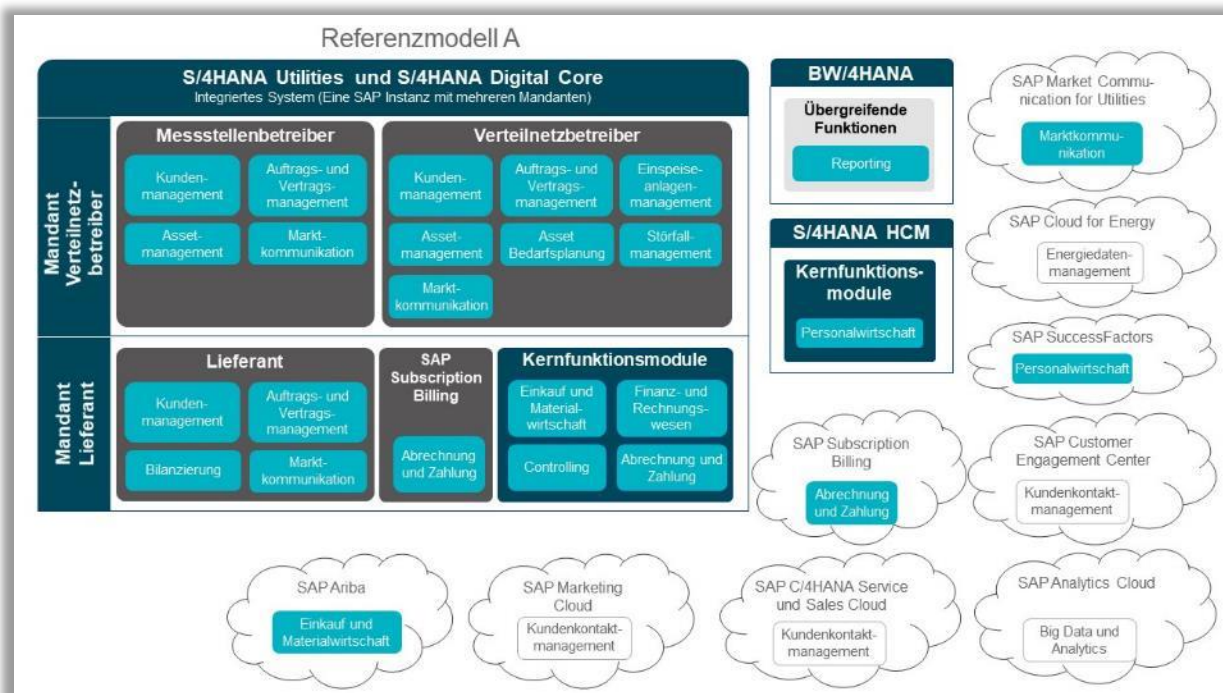 Referenzmodell A
S/4HANA Utilities und S/4HANA Digital Core
Integriertes System (Eine SAP Instanz mit mehreren Mandanten)
Mandant
Verteilnetz-
betreiber
Messstellenbetreiber
Kunden-
management
Auftrags- und
Vertrags-
management
Asset-
management
Markt-
kommunikation
Verteilnetzbetreiber
Kunden-
management
Auftrags- und
Vertrags-
management
Einspeise-
anlagen-
management
Asset-
management
Asset
Bedarfsplanung
Störfall-
management
Markt-
kommunikation
Mandant
Lieferant
Lieferant
Kunden-
management
Auftrags- und
Vertrags-
management
Bilanzierung
Markt-
kommunikation
SAP
Subscription
Billing
Abrechnung
und Zahlung
Kernfunktionsmodule
Einkauf und
Material-
wirtschaft
Finanz- und
Rechnungs-
wesen
Controlling
Abrechnung und
Zahlung
BW/4HANA
Übergreifende
Funktionen
Reporting
S/4HANA HCM
Kernfunktions-
module
Personalwirtschaft
SAP Market Commu-
nication for Utilities
Marktkommu-
nikation
SAP Cloud for Energy
Energiedaten-
management
SAP SuccessFactors
Personalwirtschaft
SAP Subscription
Billing
Abrechnung
und Zahlung
SAP Customer
Engagement Center
Kundenkontakt-
management
SAP Ariba
Einkauf und
Materialwirtschaft
SAP Marketing
Cloud
Kundenkontakt-
management
SAP C/4HANA Service
und Sales Cloud
Kundenkontakt-
management
SAP Analytics Cloud
Big Data und
Analytics